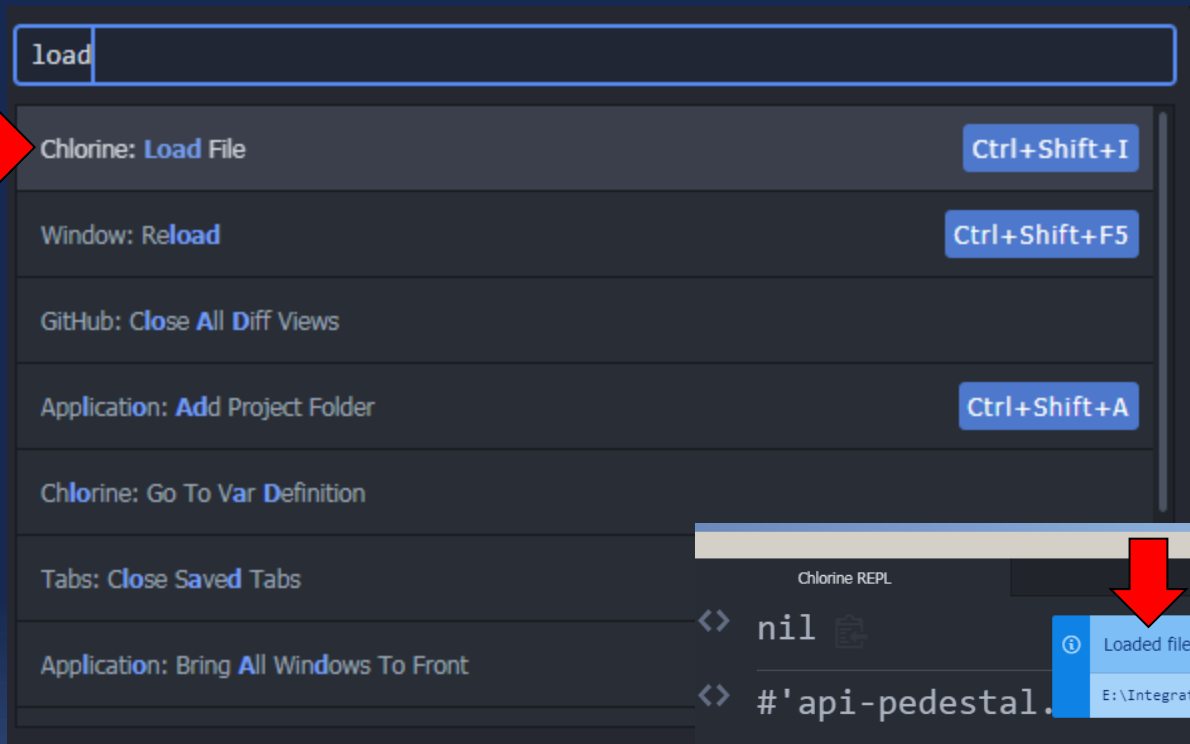 load
Chlorine: Load File Ctrl+Shift+I
Window: Reload Ctrl+Shift+F5
GitHub: Close All Diff Views
Application: Add Project Folder Ctrl+Shift+A
Chlorine: Go To Var Definition
Tabs: Close Saved Tabs
Application: Bring All Windows To Front
Chlorine REPL
<> nil
Loaded file
<> #'api-pedestal.
E:\Integrat